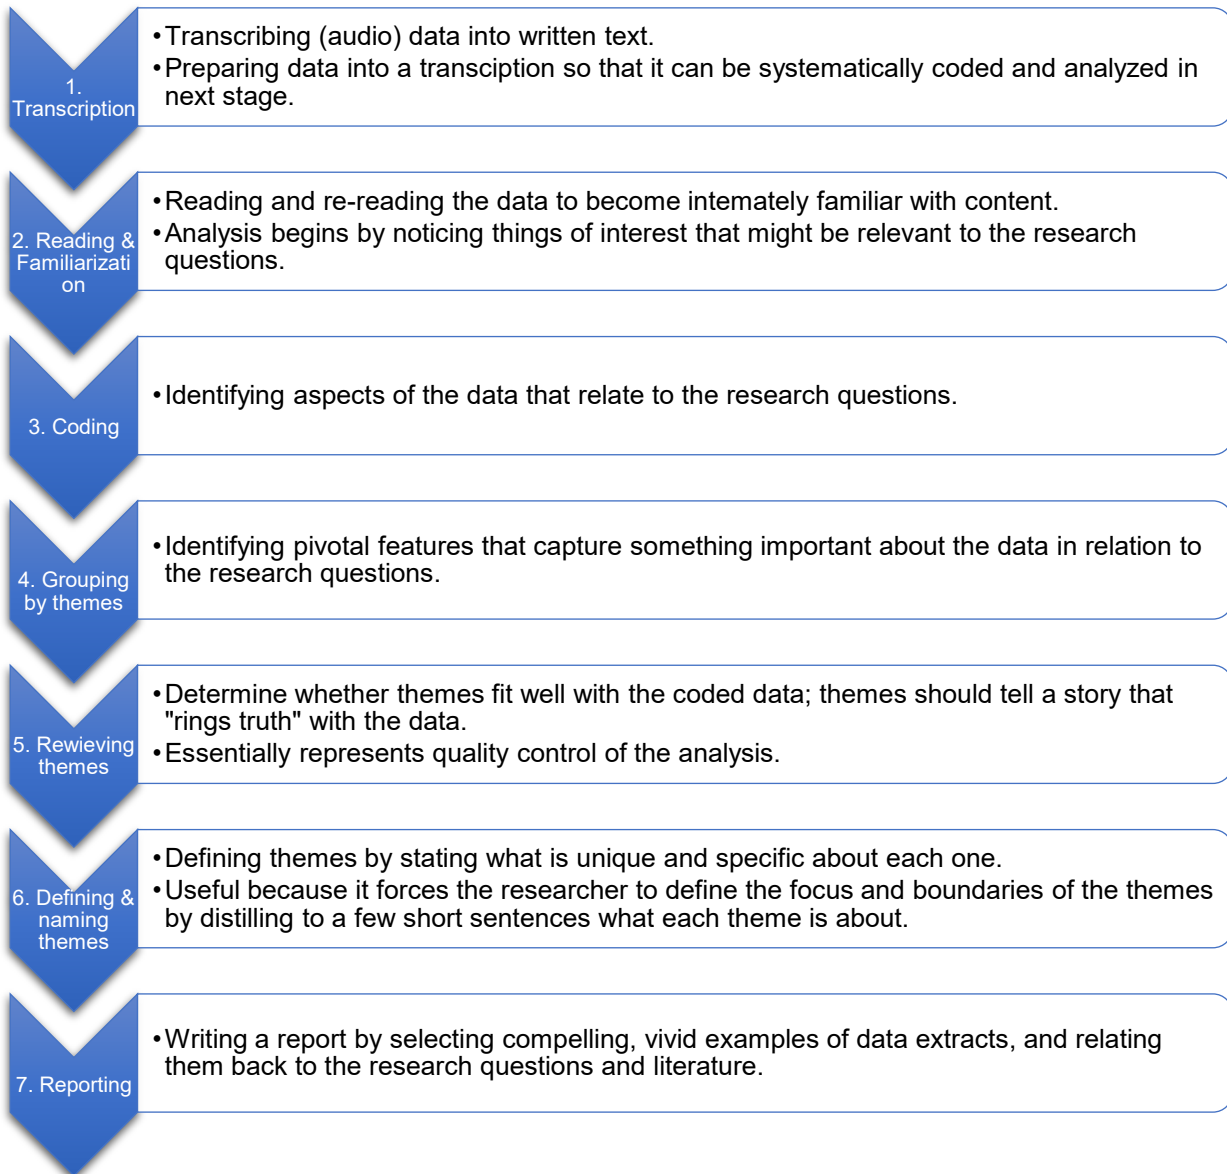 1.
Transcription
•Transcribing (audio) data into written text.
•Preparing data into a transciption so that it can be systematically coded and analyzed in
next stage.
2. Reading &
Familiarizati
on
•Reading and re-reading the data to become intemately familiar with content.
•Analysis begins by noticing things of interest that might be relevant to the research
questions.
3. Coding
•Identifying aspects of the data that relate to the research questions.
4. Grouping
by themes
•Identifying pivotal features that capture something important about the data in relation to
the research questions.
5. Rewieving
themes
•Determine whether themes fit well with the coded data; themes should tell a story that
"rings truth" with the data.
•Essentially represents quality control of the analysis.
6. Defining &
naming
themes
•Defining themes by stating what is unique and specific about each one.
•Useful because it forces the researcher to define the focus and boundaries of the themes
by distilling to a few short sentences what each theme is about.
7. Reporting
•Writing a report by selecting compelling, vivid examples of data extracts, and relating
them back to the research questions and literature.